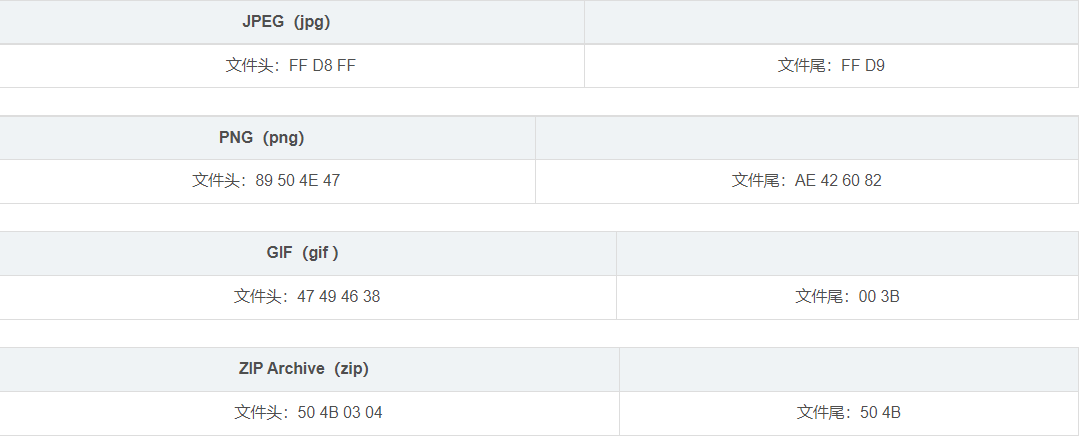 JPEG（jpg）
文件头：FF D8 FF 文件尾：FF D9
PNG（png）
文件头：89 50 4E 47 文件尾：AE 42 60 82
GIF（gif ）
文件头：47 49 46 38 文件尾：00 3B
ZIP Archive（zip）
文件头：50 4B 03 04 文件尾：50 4B